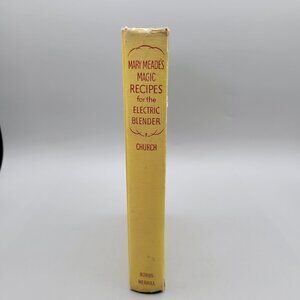 MARY MEADE'S
MAGIC
RECIPES
for the
ELECTRIC
BLENDER
CHURCH
BOBBS
MERRILL